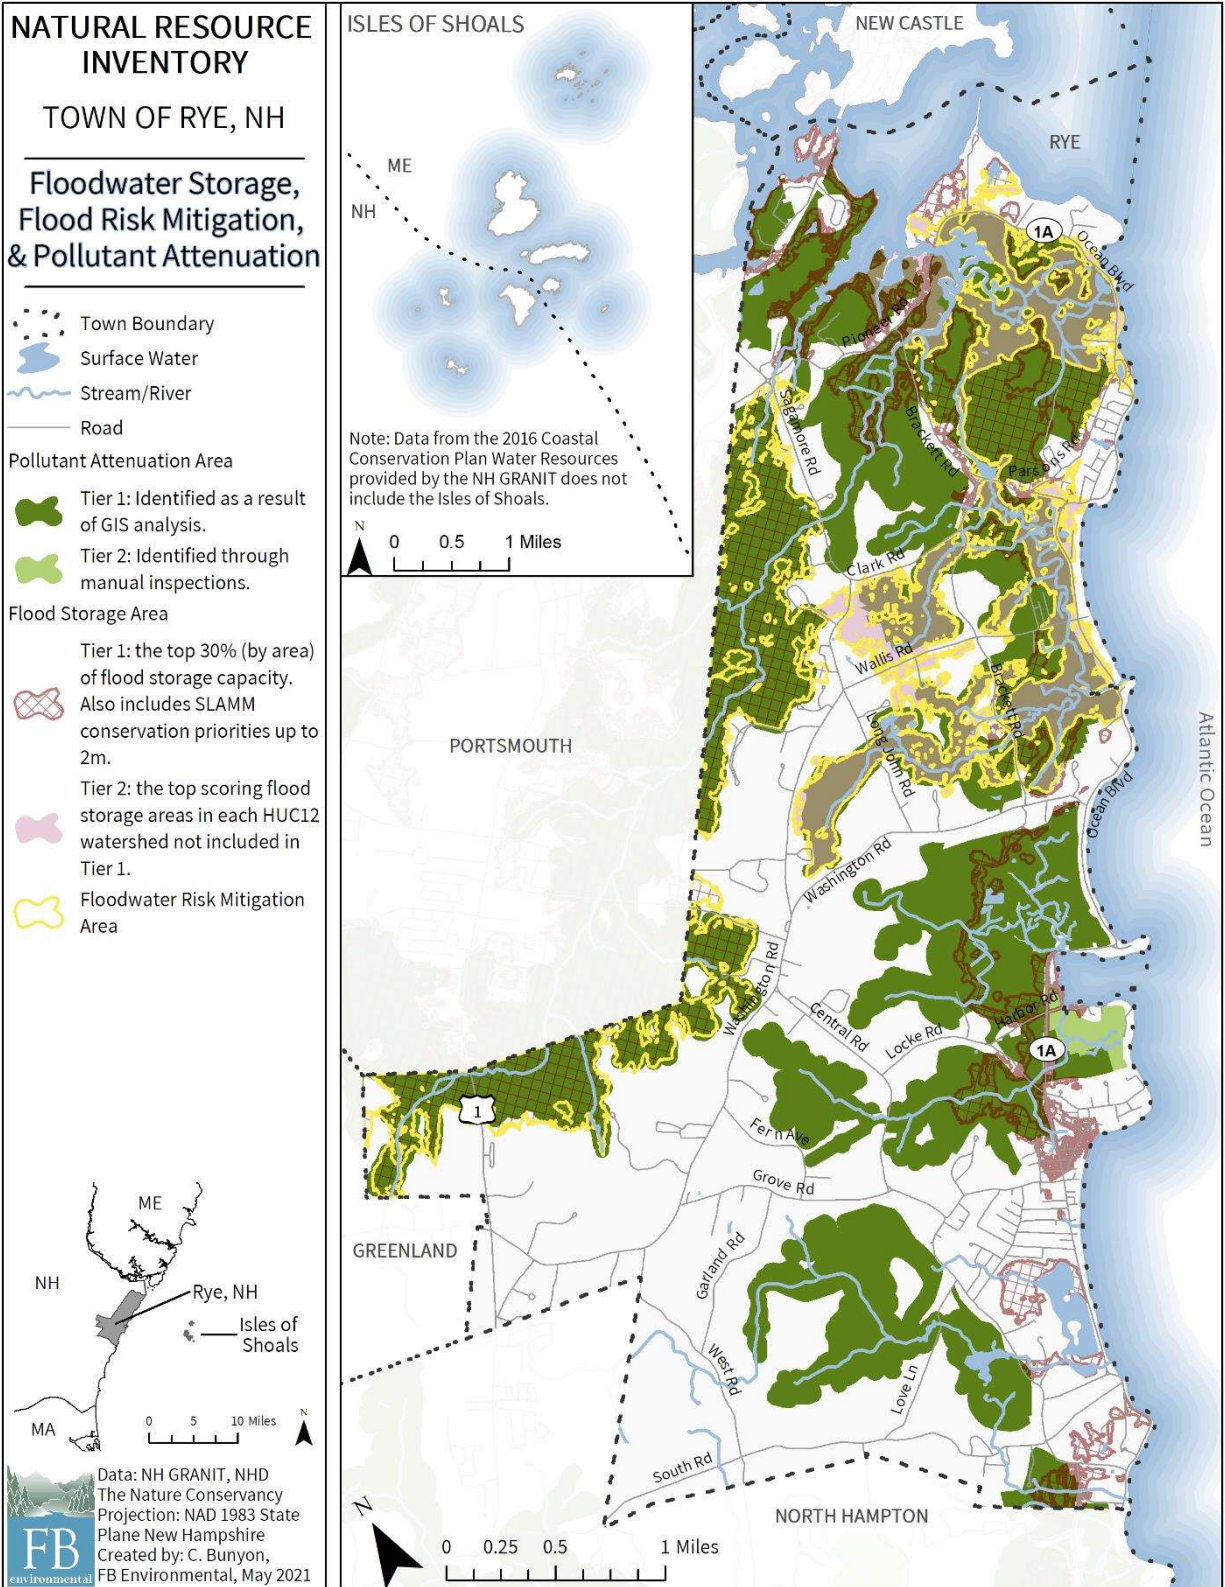 NATURAL RESOURCE
INVENTORY
TOWN OF RYE, NH
Floodwater Storage,
Flood Risk Mitigation,
& Pollutant Attenuation
Town Boundary
Surface Water
Stream/River
Road
Pollutant Attenuation Area
Tier 1: Identified as a result
of GIS analysis.
Tier 2: Identified through
manual inspections.
Flood Storage Area
Tier 1: the top 30% (by area)
of flood storage capacity.
Also includes SLAMM
conservation priorities up to
2m.
Tier 2: the top scoring flood
storage areas in each HUC12
watershed not included in
Tier 1.
Floodwater Risk Mitigation
Area
ME
NH
Rye, NH
Isles of
Shoals
MA
0 5 10 Miles
N
FB
environmental
Data: NH GRANIT, NHD
The Nature Conservancy
Projection: NAD 1983 State
Plane New Hampshire
Created by: C. Bunyon,
FB Environmental, May 2021
ISLES OF SHOALS
ME
NH
Note: Data from the 2016 Coastal
Conservation Plan Water Resources
provided by the NH GRANIT does not
include the Isles of Shoals.
N
0 0.5 1 Miles
NEW CASTLE
RYE
1A
Ocean Blvd
Pioneer Rd
Sagamore Rd
Brackett Rd
Parsons Rd
Clark Rd
Wallis Rd
Brackett Rd
Long John Rd
PORTSMOUTH
Atlantic Ocean
Ocean Blvd
Washington Rd
Washington Rd
Central Rd
Locke Rd
Harbor Rd
1A
1
Fern Ave
Grove Rd
GREENLAND
Garland Rd
West Rd
Love Ln
South Rd
NORTH HAMPTON
N
0 0.25 0.5 1 Miles